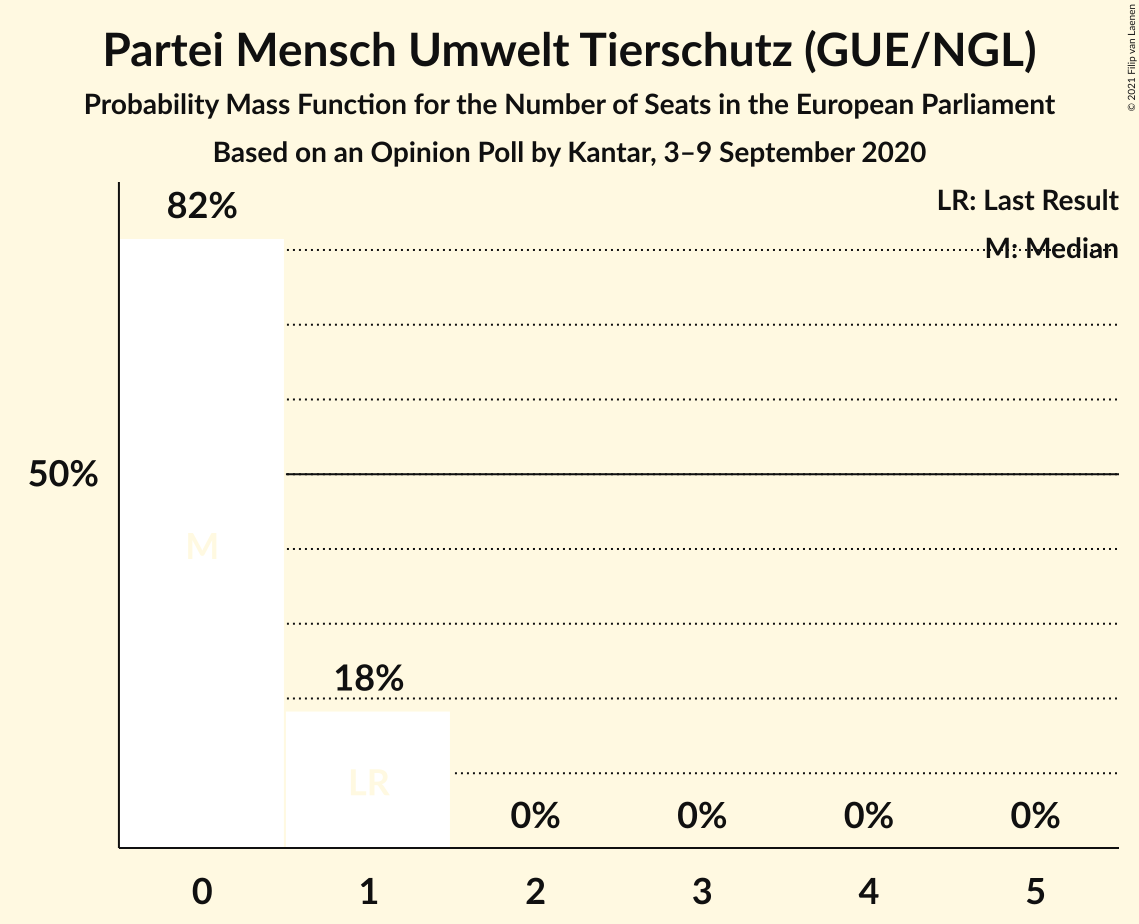 Partei Mensch Umwelt Tierschutz (GUE/NGL)
Probability Mass Function for the Number of Seats in the European Parliament
Based on an Opinion Poll by Kantar, 3–9 September 2020
© 2021 Filip van Laenen
LR: Last Result
M: Median
82%
50%
M
18%
LR
0% 0% 0% 0%
0 1 2 3 4 5